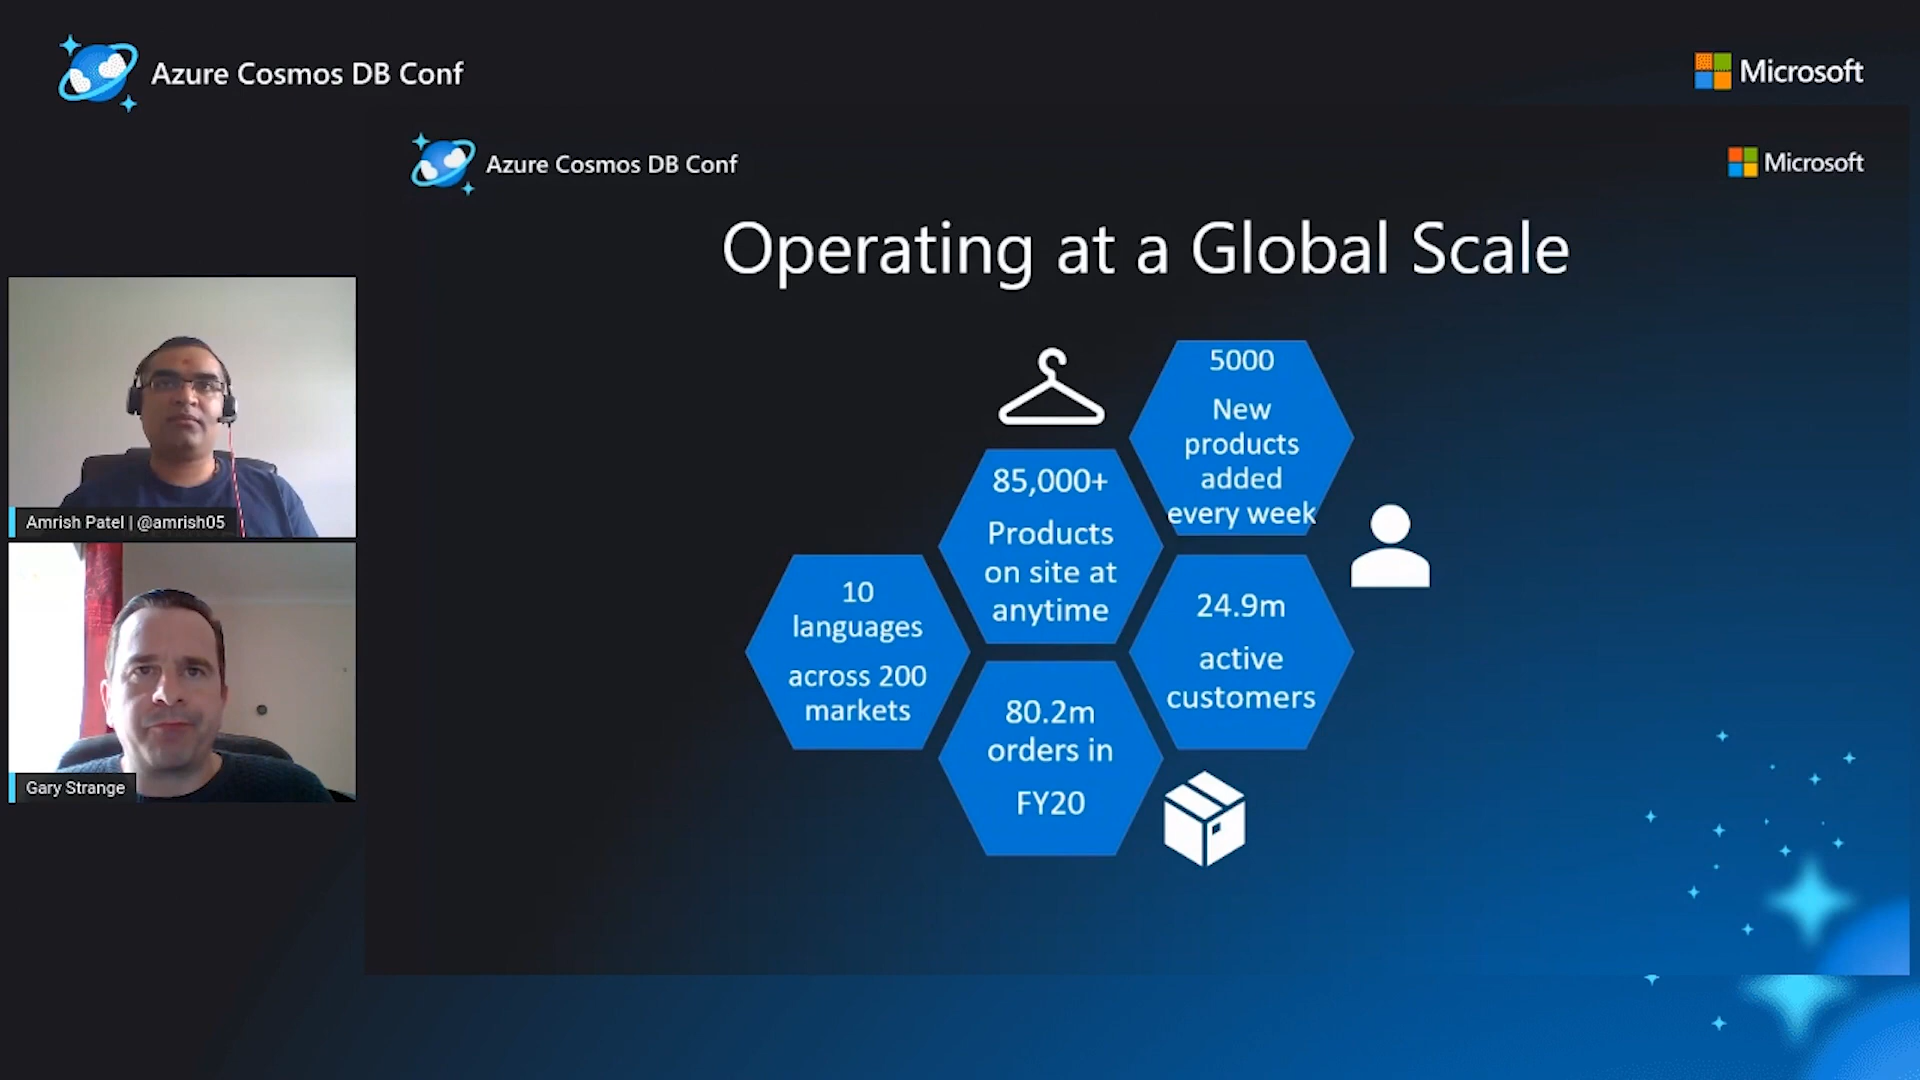 Azure Cosmos DB Conf
Microsoft
Azure Cosmos DB Conf
Microsoft
Operating at a Global Scale
5000
New
products
added
every week
85,000+
Products
on site at
anytime
10
languages
across 200
markets
24.9m
active
customers
80.2m
orders in
FY20
Amrish Patel | @amrish05
Gary Strange